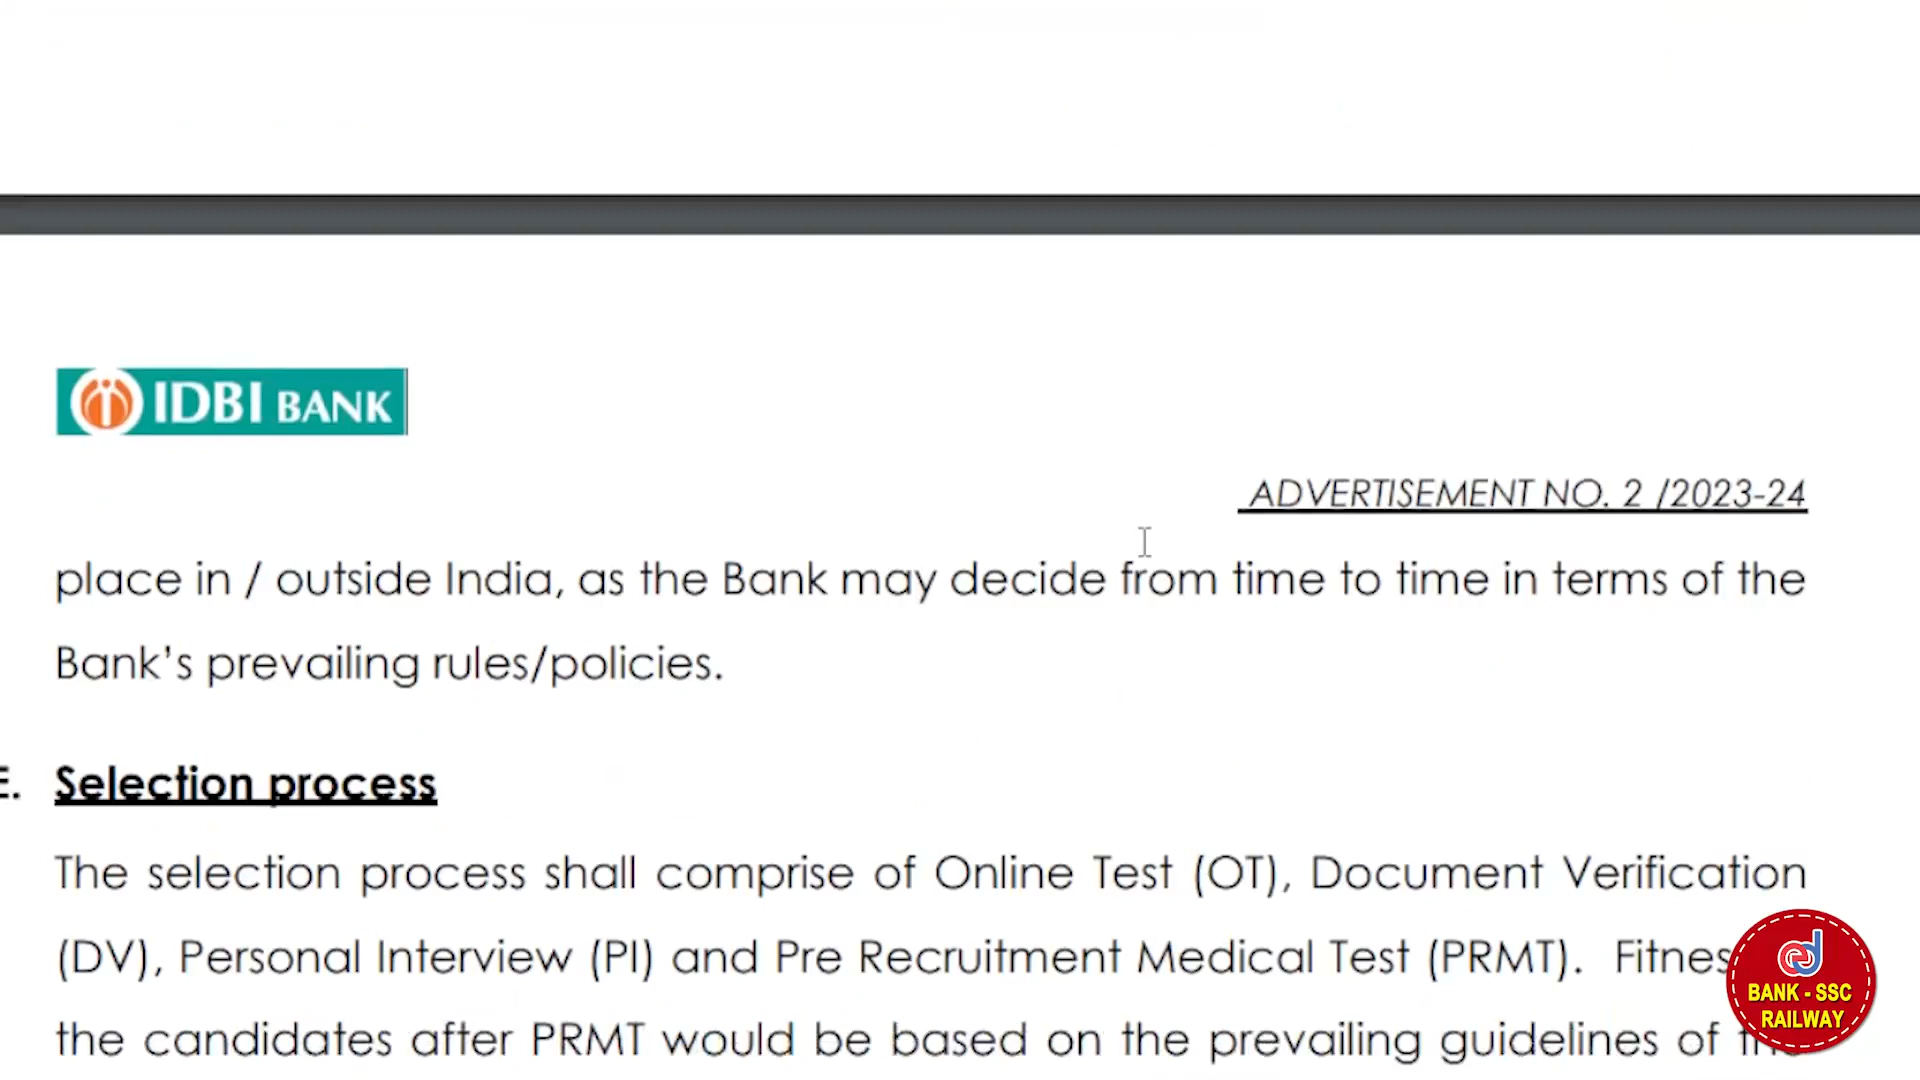 IDBI BANK
ADVERTISEMENT NO. 2 /2023-24
place in / outside India, as the Bank may decide from time to time in terms of the
Bank's prevailing rules/policies.
E. Selection process
The selection process shall comprise of Online Test (OT), Document Verification
(DV), Personal Interview (PI) and Pre Recruitment Medical Test (PRMT).
the candidates after PRMT would be based on the prevailing guidelines of
BANK - SSC
RAILWAY